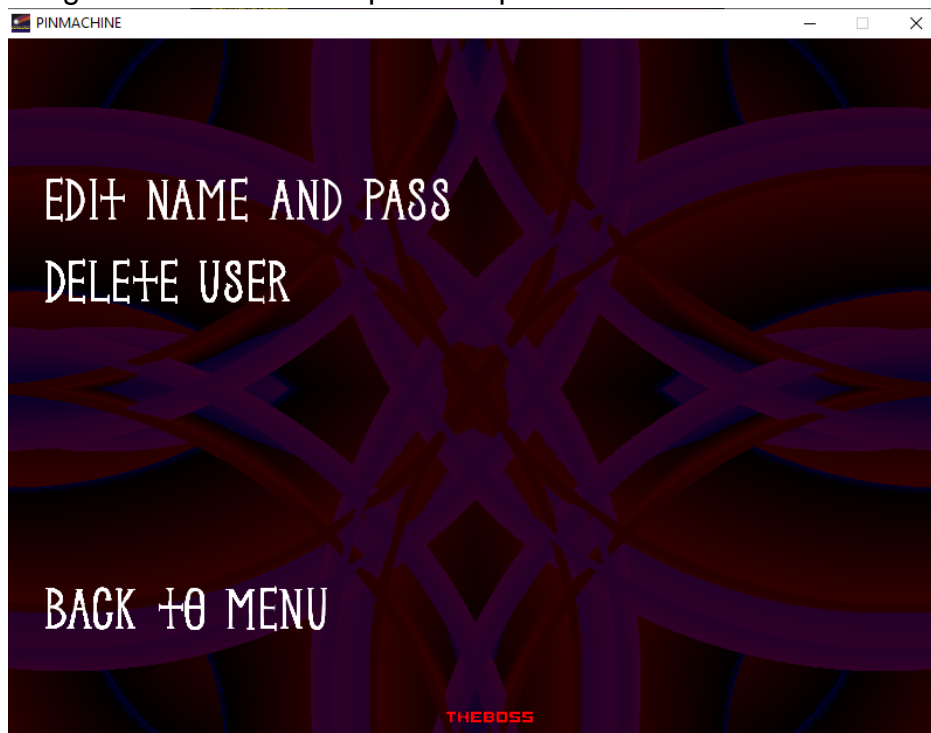 PINMACHINE
EDIT NAME AND PASS
DELETE USER
BACK TO MENU
THEBOSS